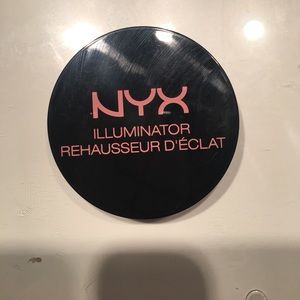 NYX
ILLUMINATOR
REHAUSSEUR D'ÉCLAT